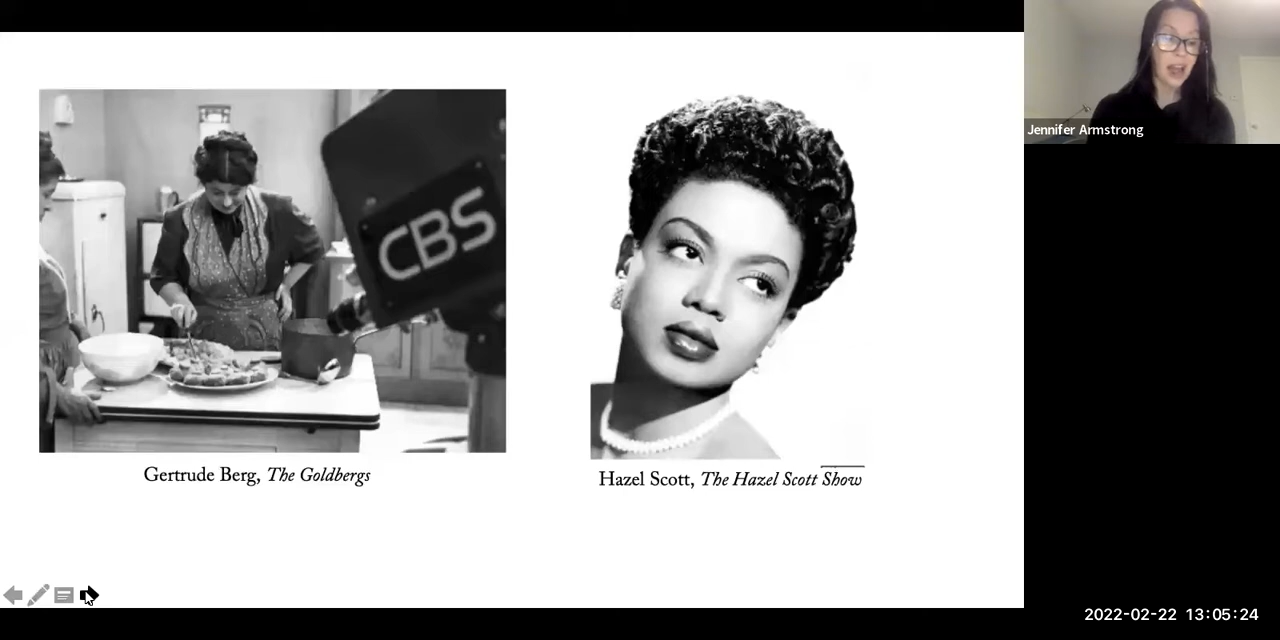 CBS
Gertrude Berg, The Goldbergs
Hazel Scott, The Hazel Scott Show
Jennifer Armstrong
2022-02-22 13:05:24